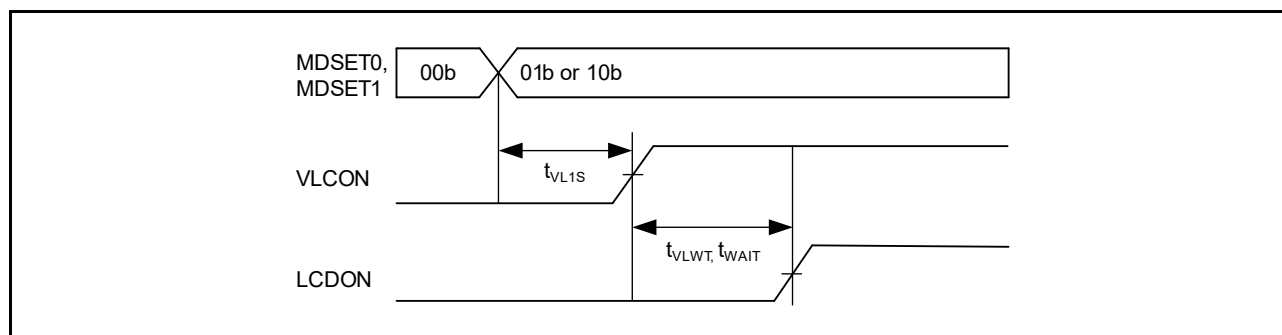 MDSET0,
MDSET1
00b
01b or 10b
tVL1S
VLCON
tVLWT, tWAIT
LCDON